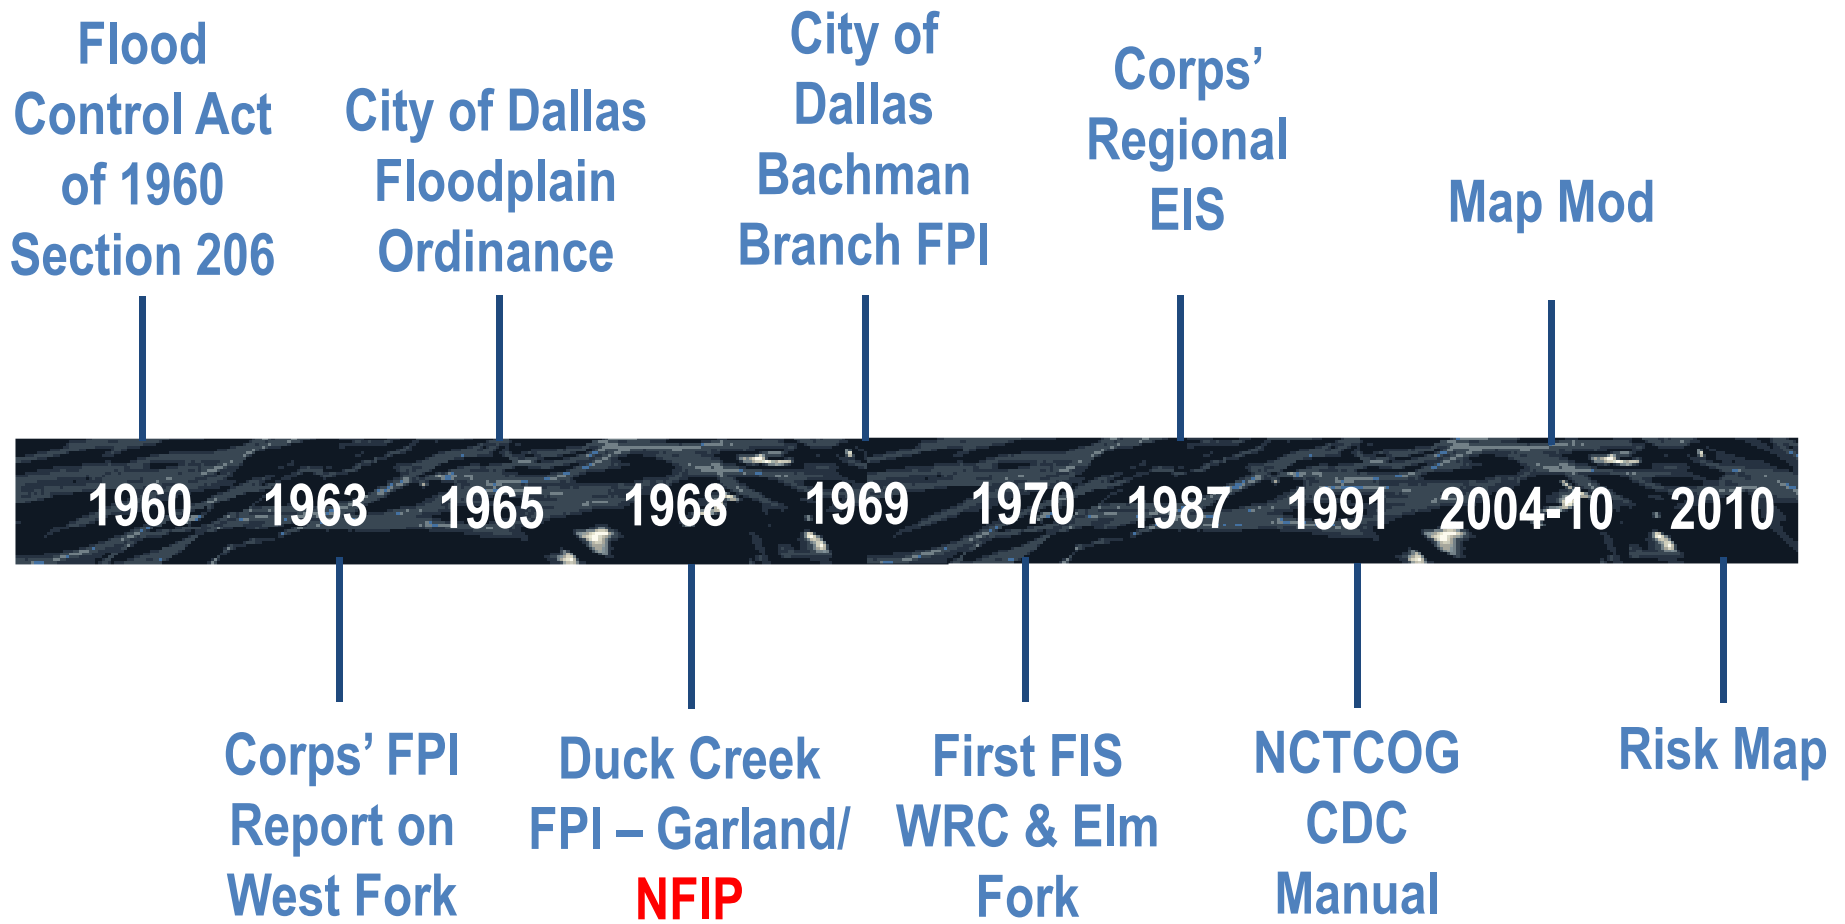 Flood
Control Act
of 1960
Section 206
City of Dallas
Floodplain
Ordinance
City of
Dallas
Bachman
Branch FPI
Corps’
Regional
EIS
Map Mod
1960 1963 1965 1968 1969 1970 1987 1991 2004-10 2010
Corps’ FPI
Report on
West Fork
Duck Creek
FPI – Garland/
NFIP
First FIS
WRC & Elm
Fork
NCTCOG
CDC
Manual
Risk Map